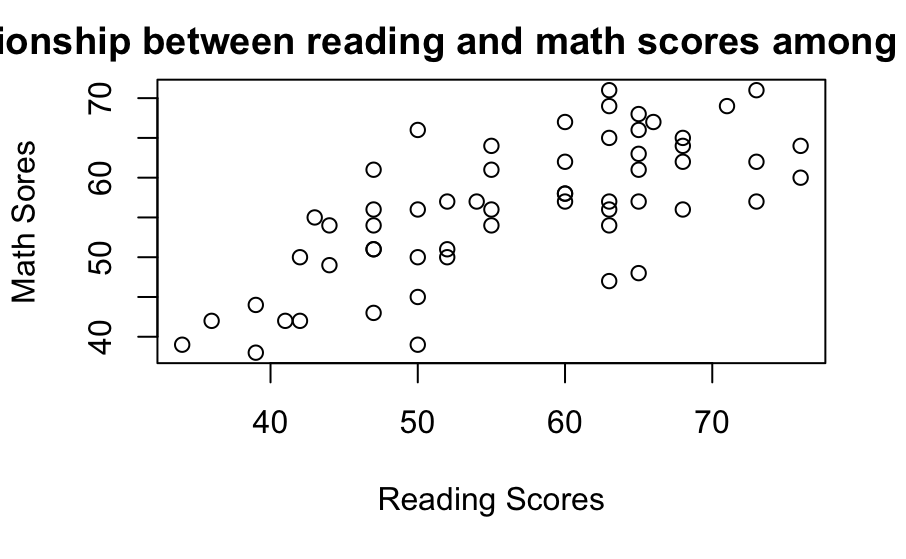 ionship between reading and math scores among
70
60
50
40
Math Sores
40 50 60 70
Reading Scores